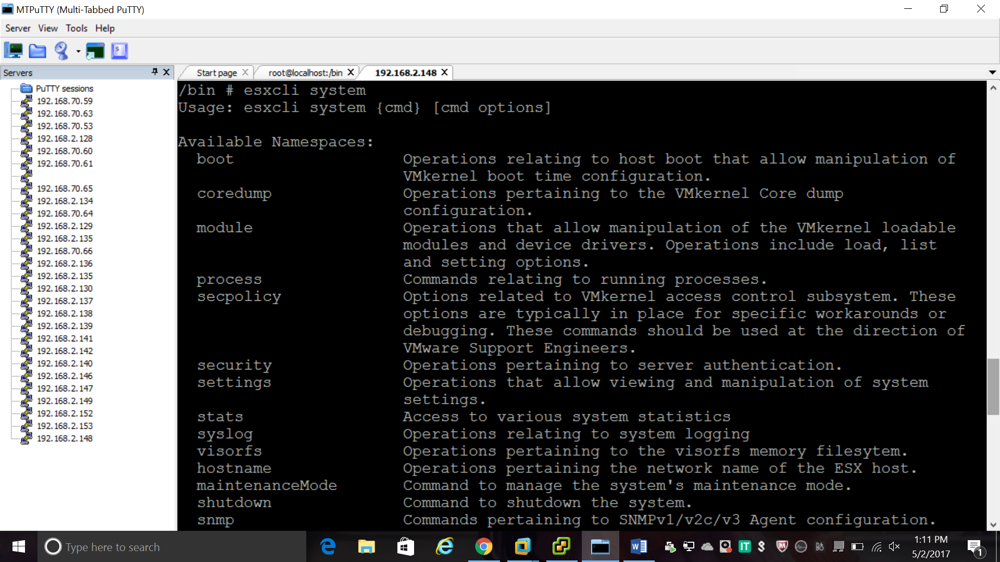 MTPuTTY (Multi-Tabbed PuTTY)
Server View Tools Help
Servers
Start page
root@localhost:/bin
192.168.2.148
PuTTY sessions
192.168.70.59
192.168.70.63
192.168.70.53
192.168.2.128
192.168.70.60
192.168.70.61
192.168.70.65
192.168.2.134
192.168.70.64
192.168.2.129
192.168.2.135
192.168.70.66
192.168.2.136
192.168.2.135
192.168.2.130
192.168.2.137
192.168.2.138
192.168.2.139
192.168.2.141
192.168.2.142
192.168.2.140
192.168.2.146
192.168.2.147
192.168.2.149
192.168.2.152
192.168.2.153
192.168.2.148
/bin # esxcli system
Usage: esxcli system {cmd} [cmd options]
Available Namespaces:
boot Operations relating to host boot that allow manipulation of
VMkernel boot time configuration.
coredump Operations pertaining to the VMkernel Core dump
configuration.
module Operations that allow manipulation of the VMkernel loadable
modules and device drivers. Operations include load, list
and setting options.
process Commands relating to running processes.
secpolicy Options related to VMkernel access control subsystem. These
options are typically in place for specific workarounds or
debugging. These commands should be used at the direction of
VMware Support Engineers.
security Operations pertaining to server authentication.
settings Operations that allow viewing and manipulation of system
settings.
stats Access to various system statistics
syslog Operations relating to system logging
visorfs Operations pertaining to the visorfs memory filesytem.
hostname Operations pertaining the network name of the ESX host.
maintenanceMode Command to manage the system's maintenance mode.
shutdown Command to shutdown the system.
snmp Commands pertaining to SNMPv1/v2c/v3 Agent configuration.
Type here to search
1:11 PM
5/2/2017
1